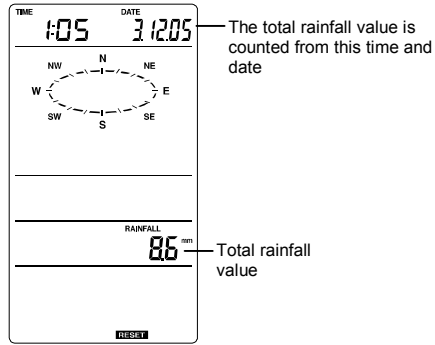 TIME DATE
1:05 3.12.05
The total rainfall value is
counted from this time and
date
N
NW NE
W E
SW SE
S
RAINFALL
8.6 mm
Total rainfall
value
RESET